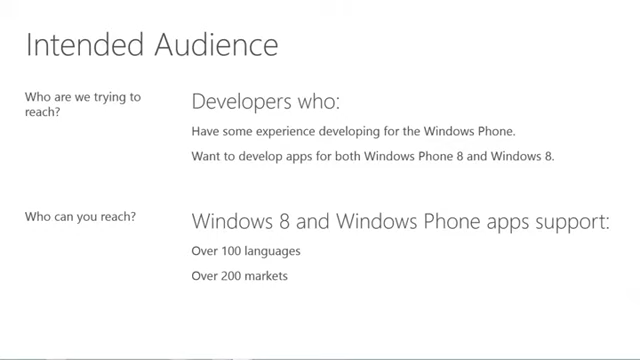 Intended Audience
Who are we trying to
reach?
Developers who:
Have some experience developing for the Windows Phone.
Want to develop apps for both Windows Phone 8 and Windows 8.
Who can you reach?
Windows 8 and Windows Phone apps support:
Over 100 languages
Over 200 markets